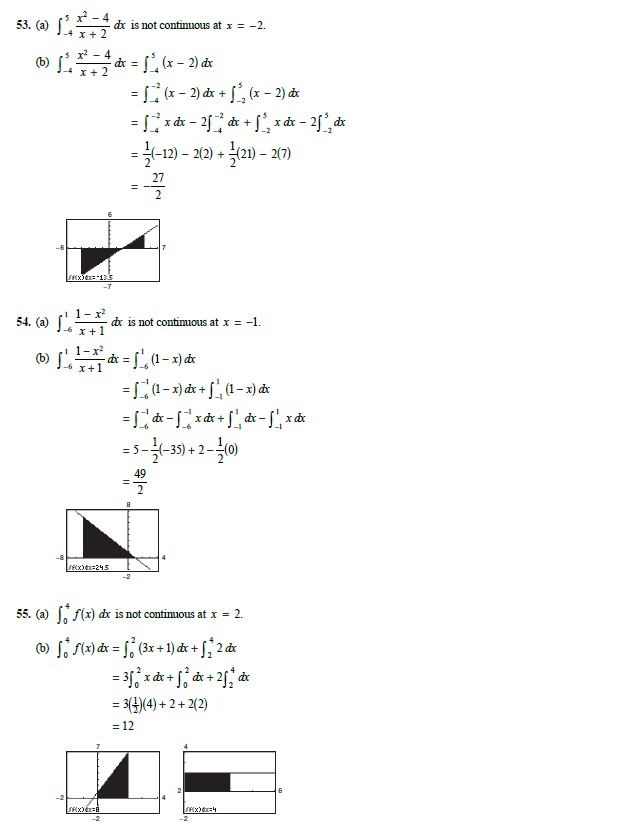 53. (a) ∫_{-4}^{5} (x² − 4)/(x + 2) dx is not continuous at x = −2.
(b) ∫_{-4}^{5} (x² − 4)/(x + 2) dx = ∫_{-4}^{5} (x − 2) dx
= ∫_{-4}^{-2} (x − 2) dx + ∫_{-2}^{5} (x − 2) dx
= ∫_{-4}^{-2} x dx − 2∫_{-4}^{-2} dx + ∫_{-2}^{5} x dx − 2∫_{-2}^{5} dx
= 1/2(−12) − 2(2) + 1/2(21) − 2(7)
= −27/2
6
−6 7
∫f(x)dx=-13.5
−7
54. (a) ∫_{-6}^{1} (1 − x²)/(x + 1) dx is not continuous at x = −1.
(b) ∫_{-6}^{1} (1 − x²)/(x + 1) dx = ∫_{-6}^{1} (1 − x) dx
= ∫_{-6}^{-1} (1 − x) dx + ∫_{-1}^{1} (1 − x) dx
= ∫_{-6}^{-1} dx − ∫_{-6}^{-1} x dx + ∫_{-1}^{1} dx − ∫_{-1}^{1} x dx
= 5 − 1/2(−35) + 2 − 1/2(0)
= 49/2
8
−8 4
∫f(x)dx=24.5
−2
55. (a) ∫_{0}^{4} f(x) dx is not continuous at x = 2.
(b) ∫_{0}^{4} f(x) dx = ∫_{0}^{2} (3x + 1) dx + ∫_{2}^{4} 2 dx
= 3∫_{0}^{2} x dx + ∫_{0}^{2} dx + 2∫_{2}^{4} dx
= 3(1/2)(4) + 2 + 2(2)
= 12
7 4
−2 4 2 6
∫f(x)dx=8 ∫f(x)dx=4
−2 −2